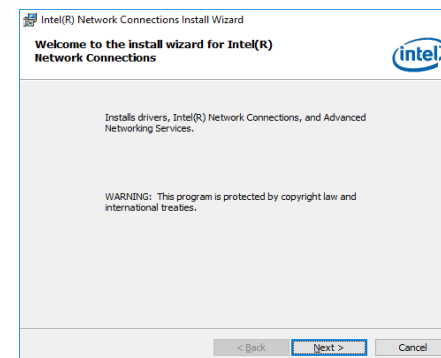 Intel(R) Network Connections Install Wizard
Welcome to the install wizard for Intel(R)
Network Connections
intel
Installs drivers, Intel(R) Network Connections, and Advanced
Networking Services.
WARNING: This program is protected by copyright law and
international treaties.
< Back
Next >
Cancel